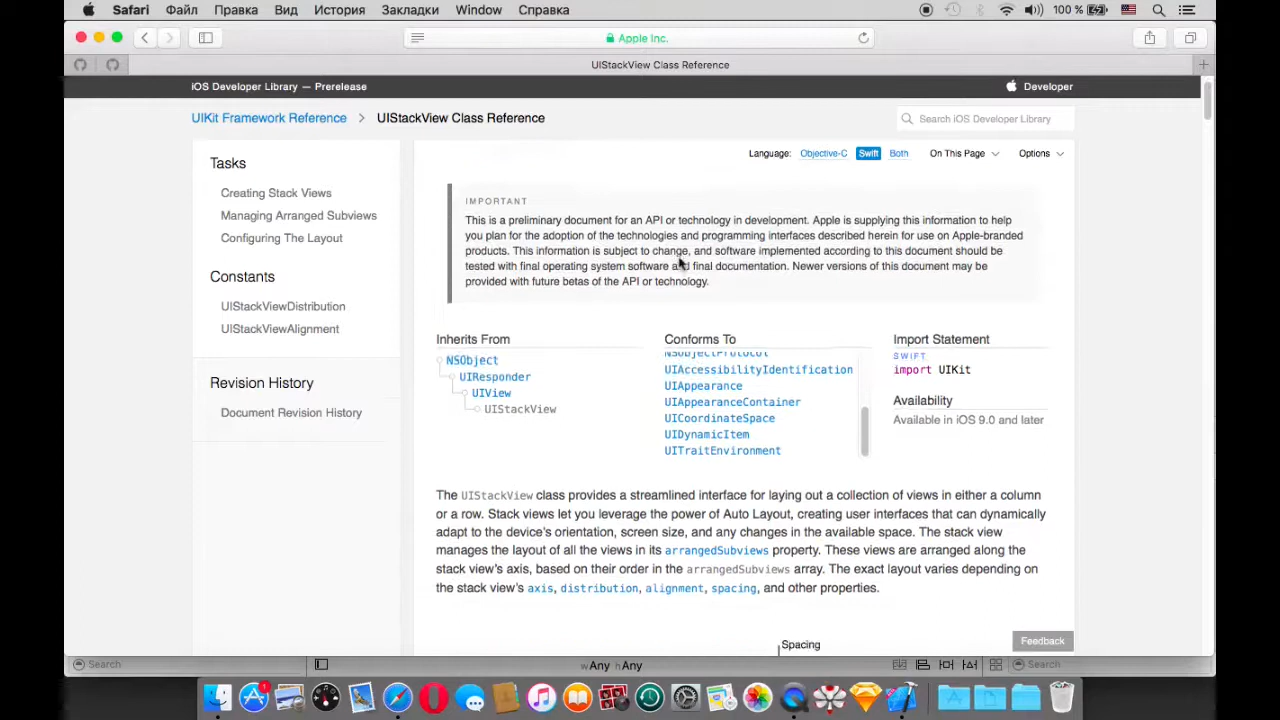 Safari Файл Правка Вид История Закладки Window Справка 100 %
Apple Inc.
UIStackView Class Reference
iOS Developer Library — Prerelease Developer
UIKit Framework Reference > UIStackView Class Reference Search iOS Developer Library
Language: Objective-C Swift Both On This Page Options
Tasks
Creating Stack Views
Managing Arranged Subviews
Configuring The Layout
Constants
UIStackViewDistribution
UIStackViewAlignment
Revision History
Document Revision History
IMPORTANT
This is a preliminary document for an API or technology in development. Apple is supplying this information to help
you plan for the adoption of the technologies and programming interfaces described herein for use on Apple-branded
products. This information is subject to change, and software implemented according to this document should be
tested with final operating system software and final documentation. Newer versions of this document may be
provided with future betas of the API or technology.
Inherits From
NSObject
UIResponder
UIView
UIStackView
Conforms To
NSObjectProtocol
UIAccessibilityIdentification
UIAppearance
UIAppearanceContainer
UICoordinateSpace
UIDynamicItem
UITraitEnvironment
Import Statement
SWIFT
import UIKit
Availability
Available in iOS 9.0 and later
The UIStackView class provides a streamlined interface for laying out a collection of views in either a column
or a row. Stack views let you leverage the power of Auto Layout, creating user interfaces that can dynamically
adapt to the device's orientation, screen size, and any changes in the available space. The stack view
manages the layout of all the views in its arrangedSubviews property. These views are arranged along the
stack view's axis, based on their order in the arrangedSubviews array. The exact layout varies depending on
the stack view's axis, distribution, alignment, spacing, and other properties.
Spacing
Feedback
Search wAny hAny Search
1